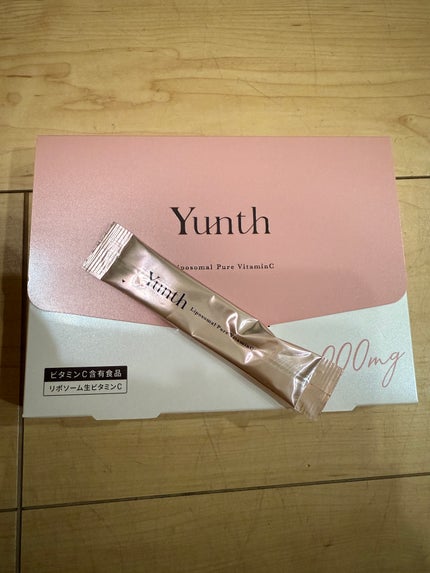 Yunth
Liposomal Pure VitaminC
Yunth
Liposomal Pure
000mg
ビタミンC含有食品
リポソーム生ビタミンC